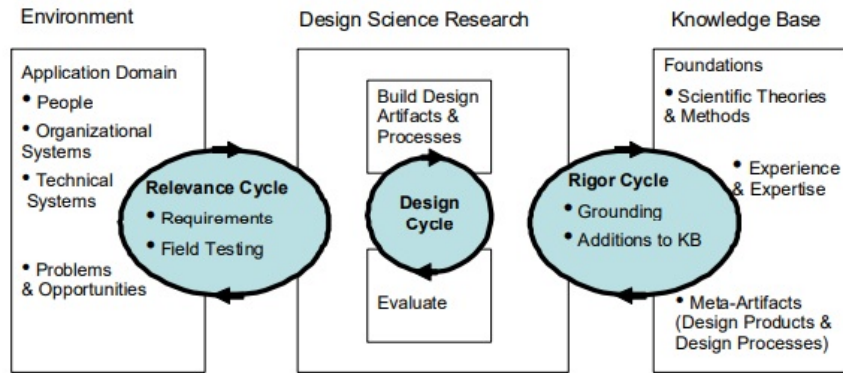 Environment
Design Science Research
Knowledge Base
Application Domain
• People
• Organizational
Systems
• Technical
Systems
• Problems
& Opportunities
Relevance Cycle
• Requirements
• Field Testing
Build Design
Artifacts &
Processes
Design
Cycle
Evaluate
Rigor Cycle
• Grounding
• Additions to KB
Foundations
• Scientific Theories
& Methods
• Experience
& Expertise
• Meta-Artifacts
(Design Products &
Design Processes)